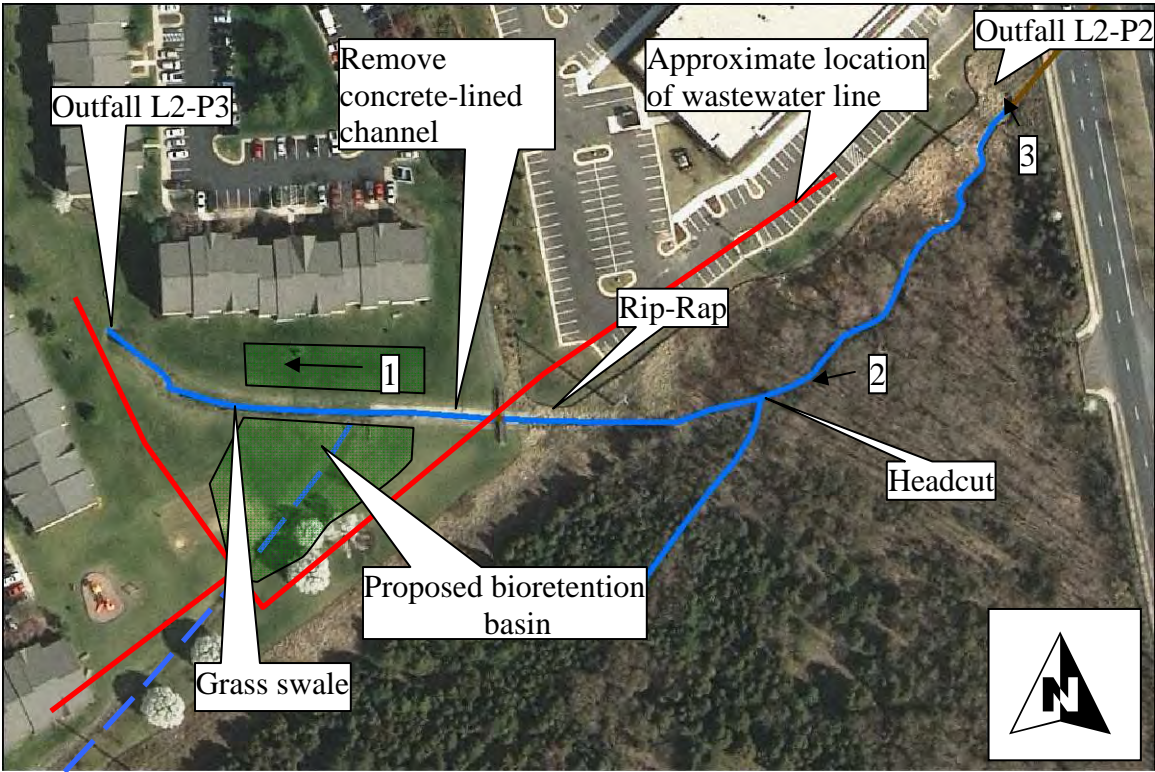 Outfall L2-P2
Remove
concrete-lined
channel
Approximate location
of wastewater line
Outfall L2-P3
3
Rip-Rap
1
2
Headcut
Proposed bioretention
basin
Grass swale
N